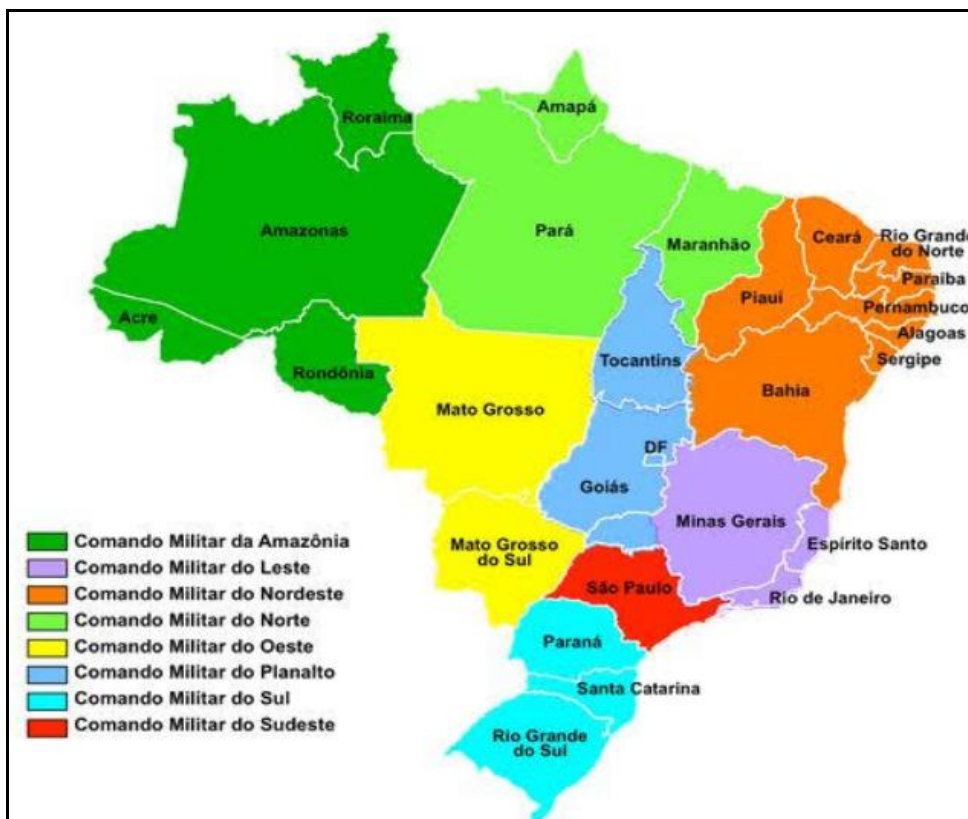 Roraima
Amapá
Amazonas
Pará
Maranhão
Ceará
Rio Grande
do Norte
Paraíba
Piauí
Pernambuco
Acre
Alagoas
Rondônia
Tocantins
Sergipe
Bahia
Mato Grosso
DF
Goiás
Minas Gerais
Mato Grosso
do Sul
Espírito Santo
São Paulo
Rio de Janeiro
Paraná
Santa Catarina
Rio Grande
do Sul
Comando Militar da Amazônia
Comando Militar do Leste
Comando Militar do Nordeste
Comando Militar do Norte
Comando Militar do Oeste
Comando Militar do Planalto
Comando Militar do Sul
Comando Militar do Sudeste